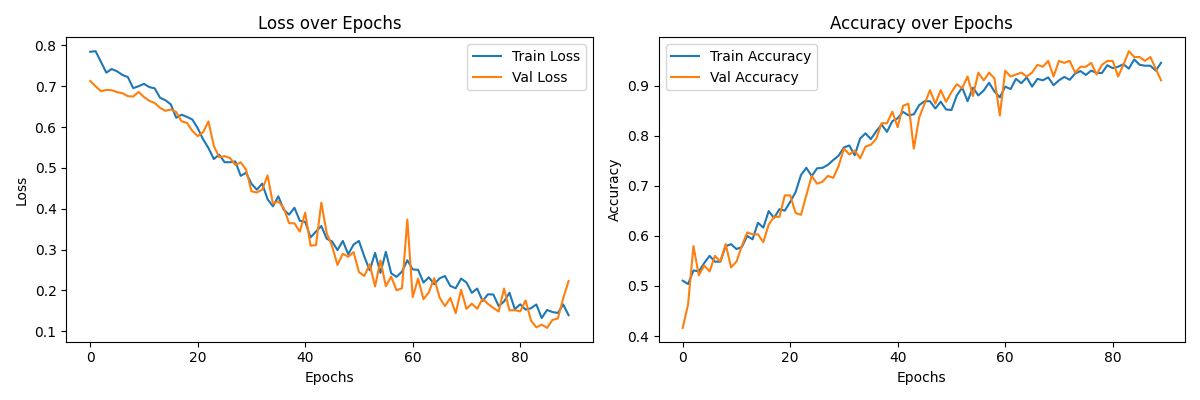 Loss over Epochs
Train Loss
Val Loss
0.8
0.7
0.6
0.5
0.4
0.3
0.2
0.1
Loss
0
20
40
60
80
Epochs
Accuracy over Epochs
Train Accuracy
Val Accuracy
0.9
0.8
0.7
0.6
0.5
0.4
Accuracy
0
20
40
60
80
Epochs